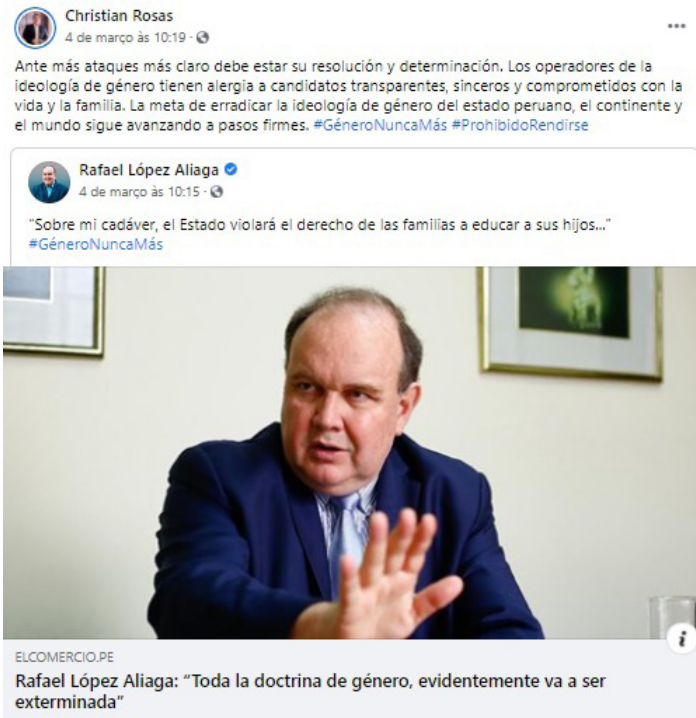 Christian Rosas
4 de março às 10:19 ·
Ante más ataques más claro debe estar su resolución y determinación. Los operadores de la
ideología de género tienen alergia a candidatos transparentes, sinceros y comprometidos con la
vida y la familia. La meta de erradicar la ideología de género del estado peruano, el continente y
el mundo sigue avanzando a pasos firmes. #GéneroNuncaMás #ProhibidoRendirse
Rafael López Aliaga
4 de março às 10:15 ·
“Sobre mi cadáver, el Estado violará el derecho de las familias a educar a sus hijos...”
#GéneroNuncaMás
ELCOMERCIO.PE
Rafael López Aliaga: “Toda la doctrina de género, evidentemente va a ser
exterminada”